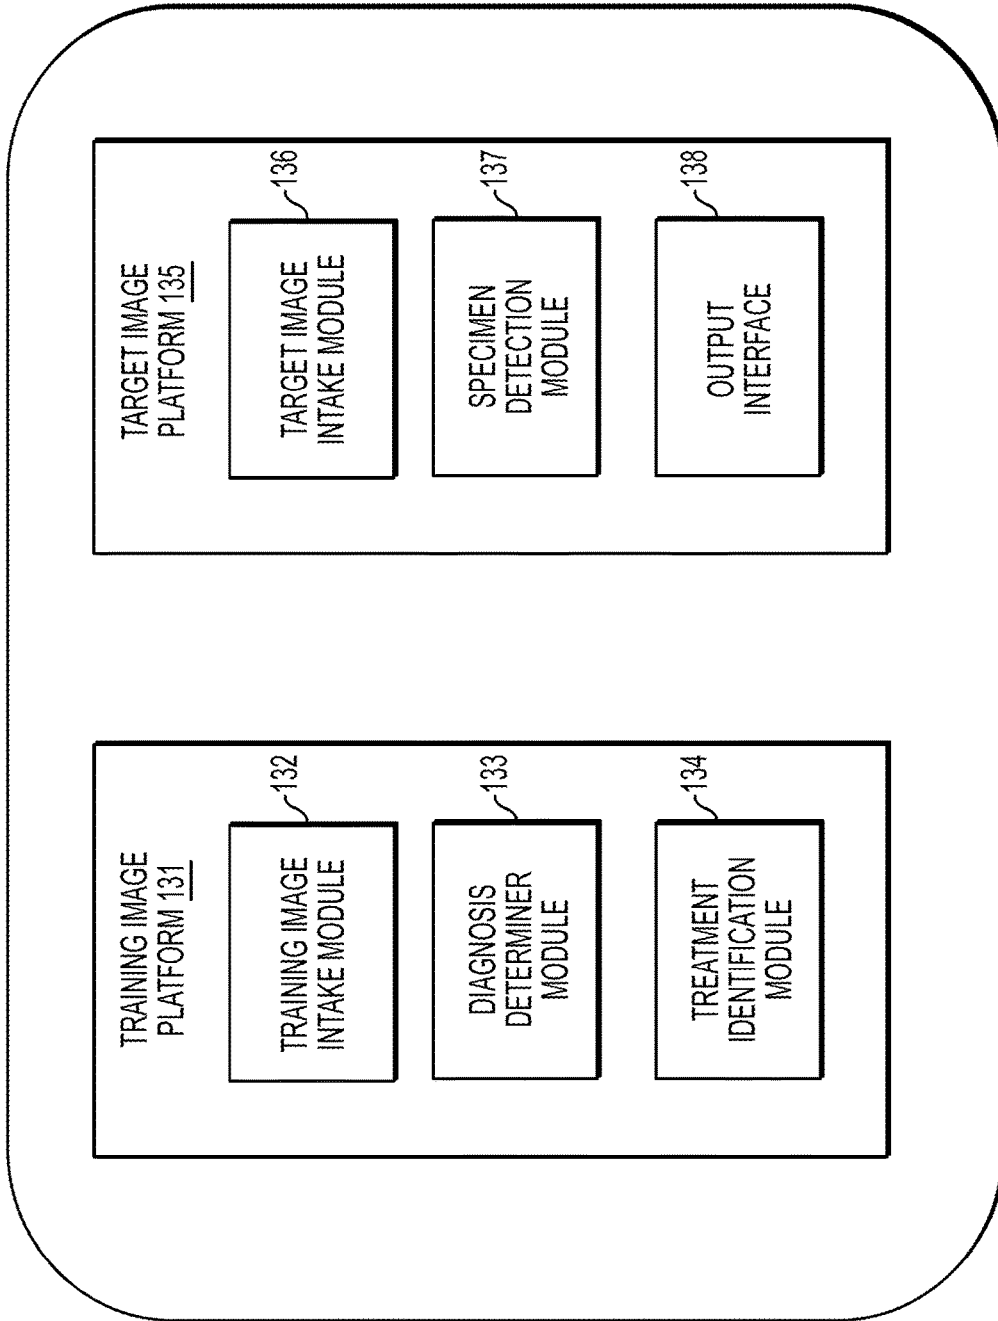 TRAINING IMAGE
PLATFORM 131
TRAINING IMAGE
INTAKE MODULE
132
DIAGNOSIS
DETERMINER
MODULE
133
TREATMENT
IDENTIFICATION
MODULE
134
TARGET IMAGE
PLATFORM 135
TARGET IMAGE
INTAKE MODULE
136
SPECIMEN
DETECTION
MODULE
137
OUTPUT
INTERFACE
138